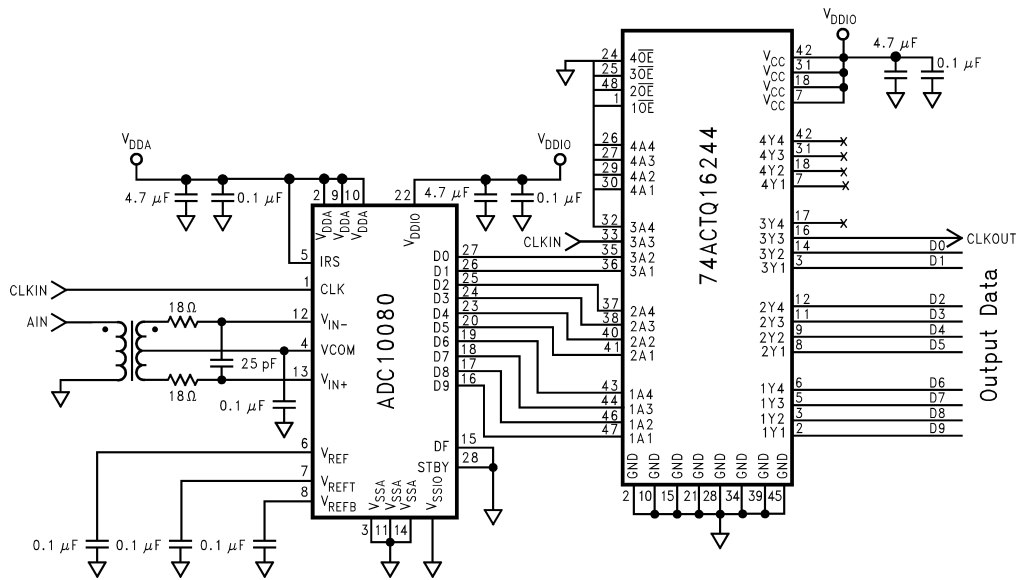 VDDIO
4.7 µF
0.1 µF
24 4OE
25 3OE
48 2OE
1 1OE
26 4A4
27 4A3
29 4A2
30 4A1
32 3A4
CLKIN 33 3A3
35 3A2
36 3A1
37 2A4
38 2A3
40 2A2
41 2A1
43 1A4
44 1A3
46 1A2
47 1A1
74ACTQ16244
VCC 42
VCC 31
VCC 18
VCC 7
4Y4 42 X
4Y3 31 X
4Y2 18 X
4Y1 7 X
3Y4 17 X
3Y3 16 CLKOUT
3Y2 14 D0
3Y1 3 D1
2Y4 12 D2
2Y3 11 D3
2Y2 9 D4
2Y1 8 D5
1Y4 6 D6
1Y3 5 D7
1Y2 3 D8
1Y1 2 D9
Output Data
GND GND GND GND GND GND GND GND
2 10 15 21 28 34 39 45
VDDA
4.7 µF
0.1 µF
2 9 10
VDDA VDDA VDDA
VDDIO
22
4.7 µF
0.1 µF
VDDIO
5 IRS
CLKIN 1 CLK
AIN
18Ω
12 VIN-
25 pF
4 VCOM
18Ω
13 VIN+
0.1 µF
6 VREF
7 VREFT
8 VREFB
0.1 µF
0.1 µF
0.1 µF
ADC10080
D0 27
D1 26
D2 25
D3 24
D4 23
D5 20
D6 19
D7 18
D8 17
D9 16
DF 15
STBY 28
VSSA VSSA VSSA VSSIO
3 11 14